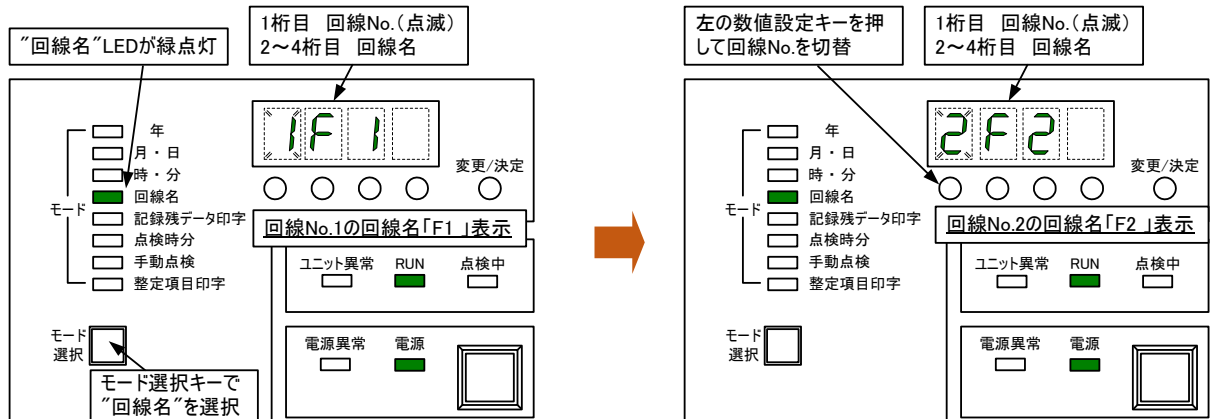 "回線名"LEDが緑点灯
1桁目 回線No.(点滅)
2～4桁目 回線名
1F1
年
月・日
時・分
回線名
記録残データ印字
点検時分
手動点検
整定項目印字
モード
変更/決定
回線No.1の回線名「F1 」表示
ユニット異常 RUN 点検中
電源異常 電源
モード
選択
モード選択キーで
"回線名"を選択
左の数値設定キーを押
して回線No.を切替
1桁目 回線No.(点滅)
2～4桁目 回線名
2F2
年
月・日
時・分
回線名
記録残データ印字
点検時分
手動点検
整定項目印字
モード
変更/決定
回線No.2の回線名「F2 」表示
ユニット異常 RUN 点検中
電源異常 電源
モード
選択